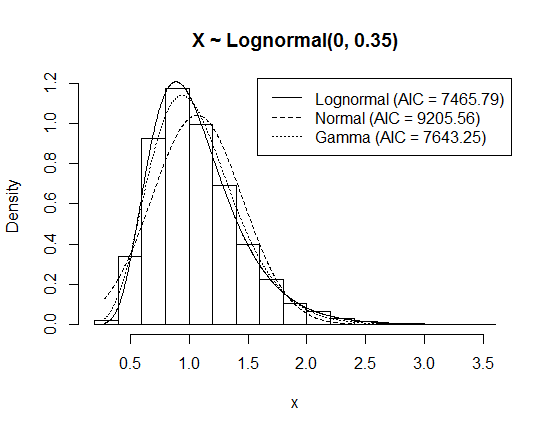 X ~ Lognormal(0, 0.35)
Lognormal (AIC = 7465.79)
Normal (AIC = 9205.56)
Gamma (AIC = 7643.25)
Density
1.2
1.0
0.8
0.6
0.4
0.2
0.0
0.5 1.0 1.5 2.0 2.5 3.0 3.5
x